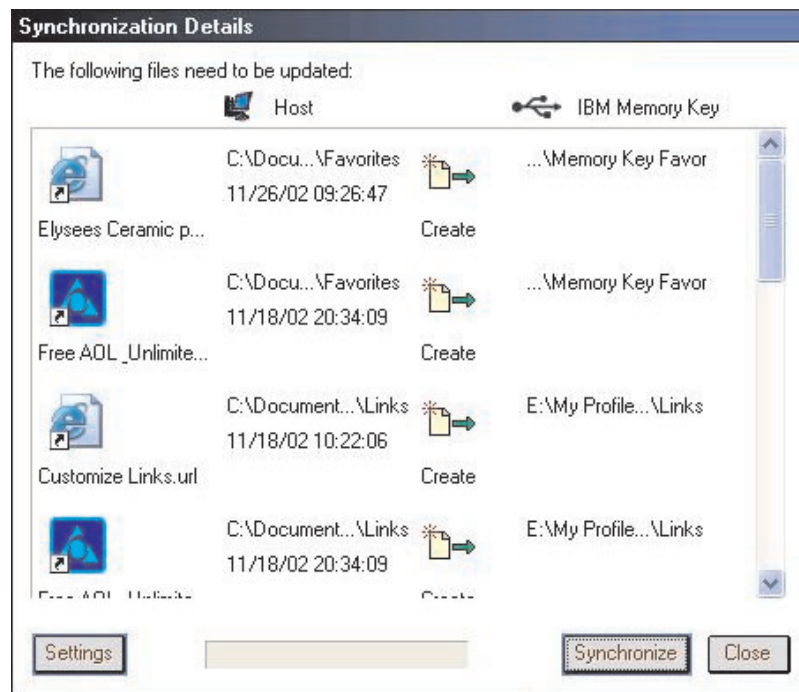 Synchronization Details
The following files need to be updated:
Host
IBM Memory Key
C:\Docu...\Favorites
...\Memory Key Favor
11/26/02 09:26:47
Elysees Ceramic p...
Create
C:\Docu...\Favorites
...\Memory Key Favor
11/18/02 20:34:09
Free AOL _Unlimite...
Create
C:\Document...\Links
E:\My Profile...\Links
11/18/02 10:22:06
Customize Links.url
Create
C:\Document...\Links
E:\My Profile...\Links
11/18/02 20:34:09
Settings
Synchronize
Close